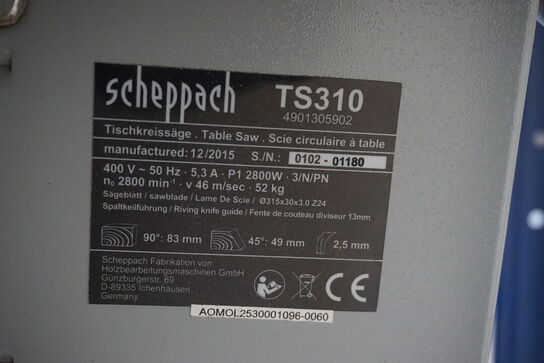 scheppach TS310
4901305902
Tischkreissäge . Table Saw . Scie circulaire à table
manufactured: 12/2015 S./N.: 0102 - 01180
400 V ~ 50 Hz · 5,3 A · P1 2800W · 3/N/PN
n₀ 2800 min⁻¹ · v 46 m/sec · 52 kg
Sägeblatt / sawblade / Lame De Scie / Ø315x30x3,0 Z24
Spaltkeilführung / Riving knife guide / Fente de couteau diviseur 13mm
90°: 83 mm 45°: 49 mm 2,5 mm
Scheppach Fabrikation von
Holzbearbeitungsmaschinen GmbH
Günzburgerstr. 69
D-89335 Ichenhausen
Germany
CE
AOMOL2530001096-0060